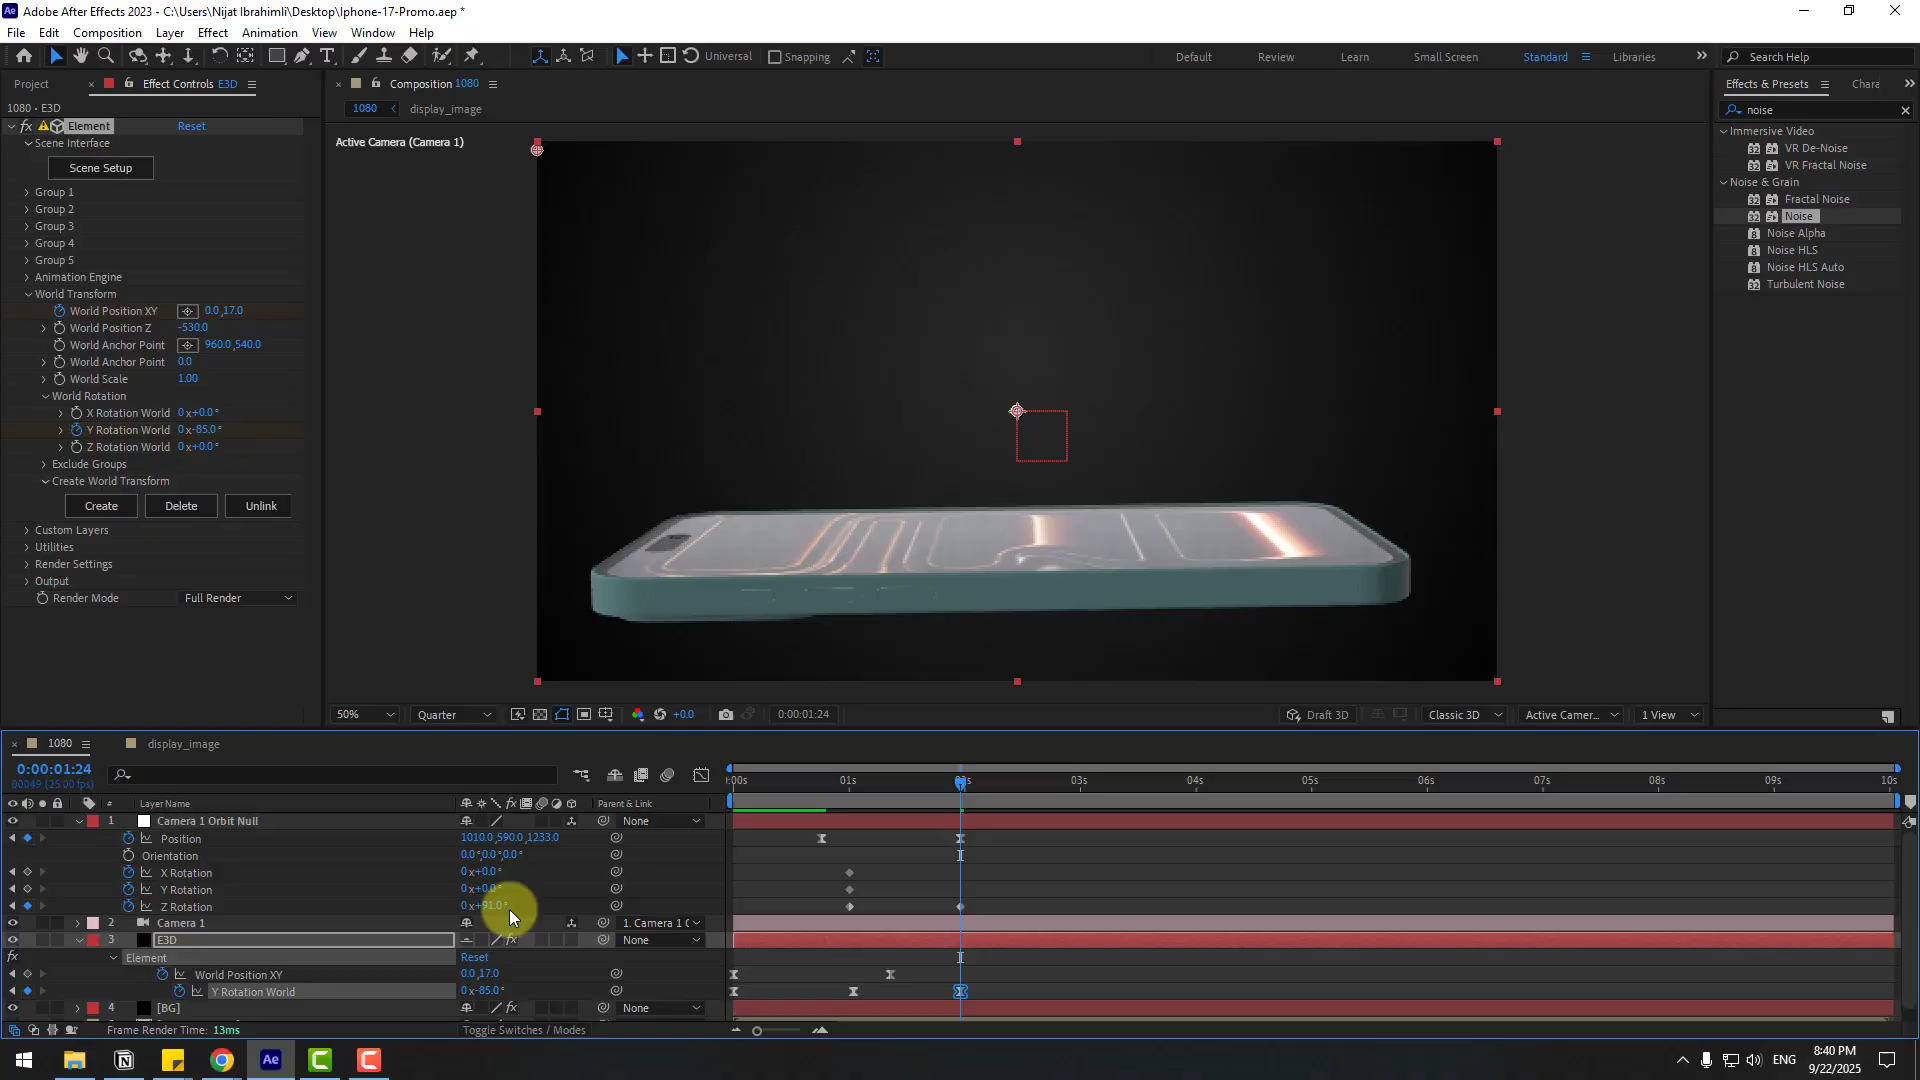 Adobe After Effects 2023 - C:\Users\Nijat Ibrahimli\Desktop\Iphone-17-Promo.aep *
File Edit Composition Layer Effect Animation View Window Help
Universal Snapping Default Review Learn Small Screen Standard Libraries Search Help
Project Effect Controls E3D
Composition 1080
Effects & Presets Chara
1080 • E3D
1080 display_image
noise
Element Reset
Scene Interface
Scene Setup
Group 1
Group 2
Group 3
Group 4
Group 5
Animation Engine
World Transform
World Position XY 0.0,17.0
World Position Z -530.0
World Anchor Point 960.0,540.0
World Anchor Point 0.0
World Scale 1.00
World Rotation
X Rotation World 0x+0.0°
Y Rotation World 0x-85.0°
Z Rotation World 0x+0.0°
Exclude Groups
Create World Transform
Create Delete Unlink
Custom Layers
Utilities
Render Settings
Output
Render Mode Full Render
Active Camera (Camera 1)
Immersive Video
VR De-Noise
VR Fractal Noise
Noise & Grain
Fractal Noise
Noise
Noise Alpha
Noise HLS
Noise HLS Auto
Turbulent Noise
50% Quarter +0.0 0:00:01:24 Draft 3D Classic 3D Active Camer... 1 View
1080 display_image
0:00:01:24
00049 (25.00 fps)
:00s 01s 03s 04s 05s 06s 07s 08s 09s 10s
# Layer Name Parent & Link
1 Camera 1 Orbit Null None
Position 1010.0,590.0,1233.0
Orientation 0.0°,0.0°,0.0°
X Rotation 0x+0.0°
Y Rotation 0x+0.0°
Z Rotation 0x+91.0°
2 Camera 1 1. Camera 1 (
3 E3D None
Element Reset
World Position XY 0.0,17.0
Y Rotation World 0x-85.0°
4 [BG] None
Frame Render Time: 13ms Toggle Switches / Modes
ENG 8:40 PM
9/22/2025